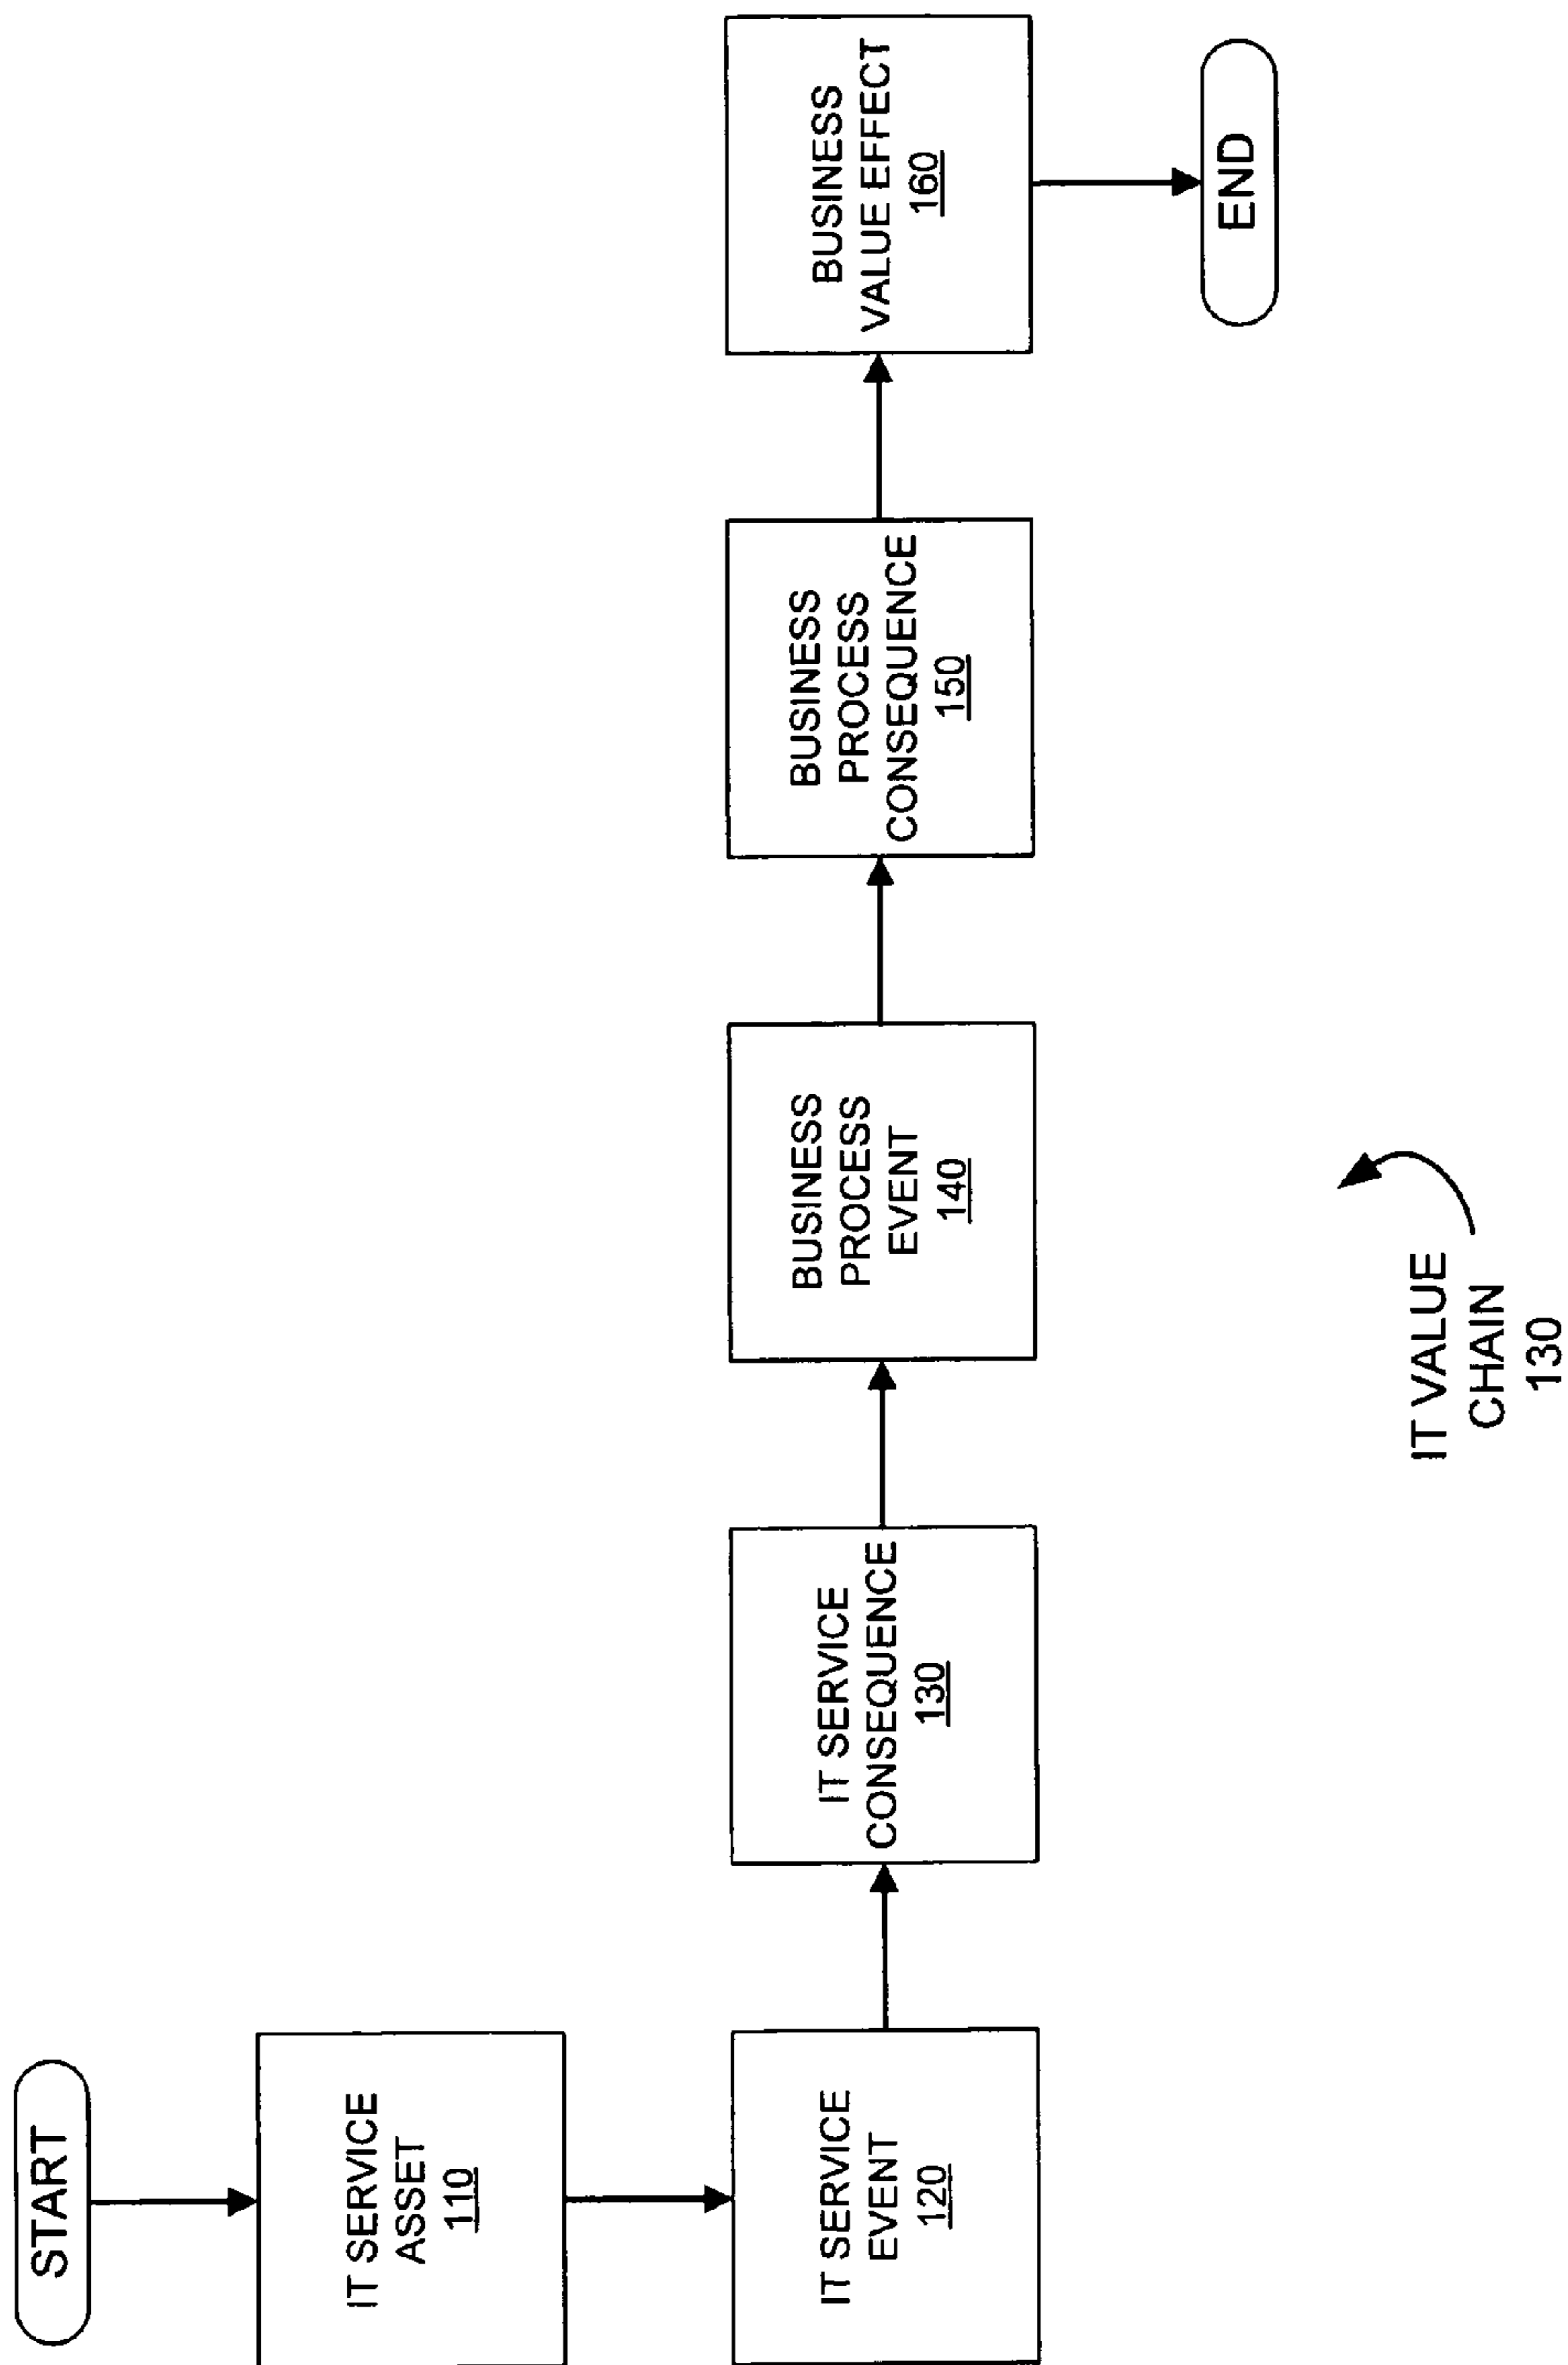 START
IT SERVICE
ASSET
110
IT SERVICE
EVENT
120
IT SERVICE
CONSEQUENCE
130
BUSINESS
PROCESS
EVENT
140
BUSINESS
PROCESS
CONSEQUENCE
150
BUSINESS
VALUE EFFECT
160
END
IT VALUE
CHAIN
130